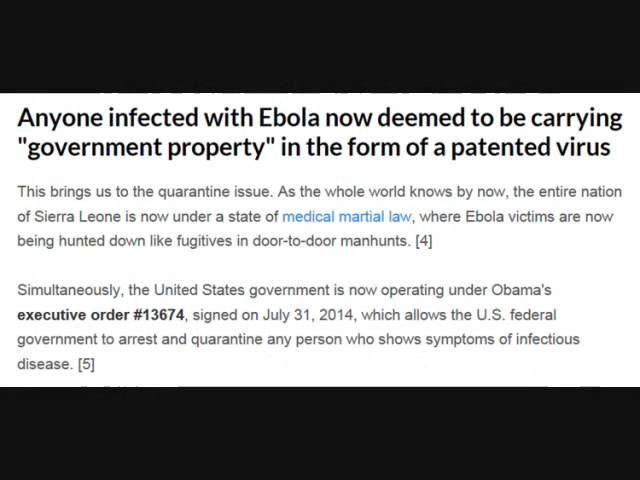 Anyone infected with Ebola now deemed to be carrying
"government property" in the form of a patented virus
This brings us to the quarantine issue. As the whole world knows by now, the entire nation
of Sierra Leone is now under a state of medical martial law, where Ebola victims are now
being hunted down like fugitives in door-to-door manhunts. [4]
Simultaneously, the United States government is now operating under Obama's
executive order #13674, signed on July 31, 2014, which allows the U.S. federal
government to arrest and quarantine any person who shows symptoms of infectious
disease. [5]